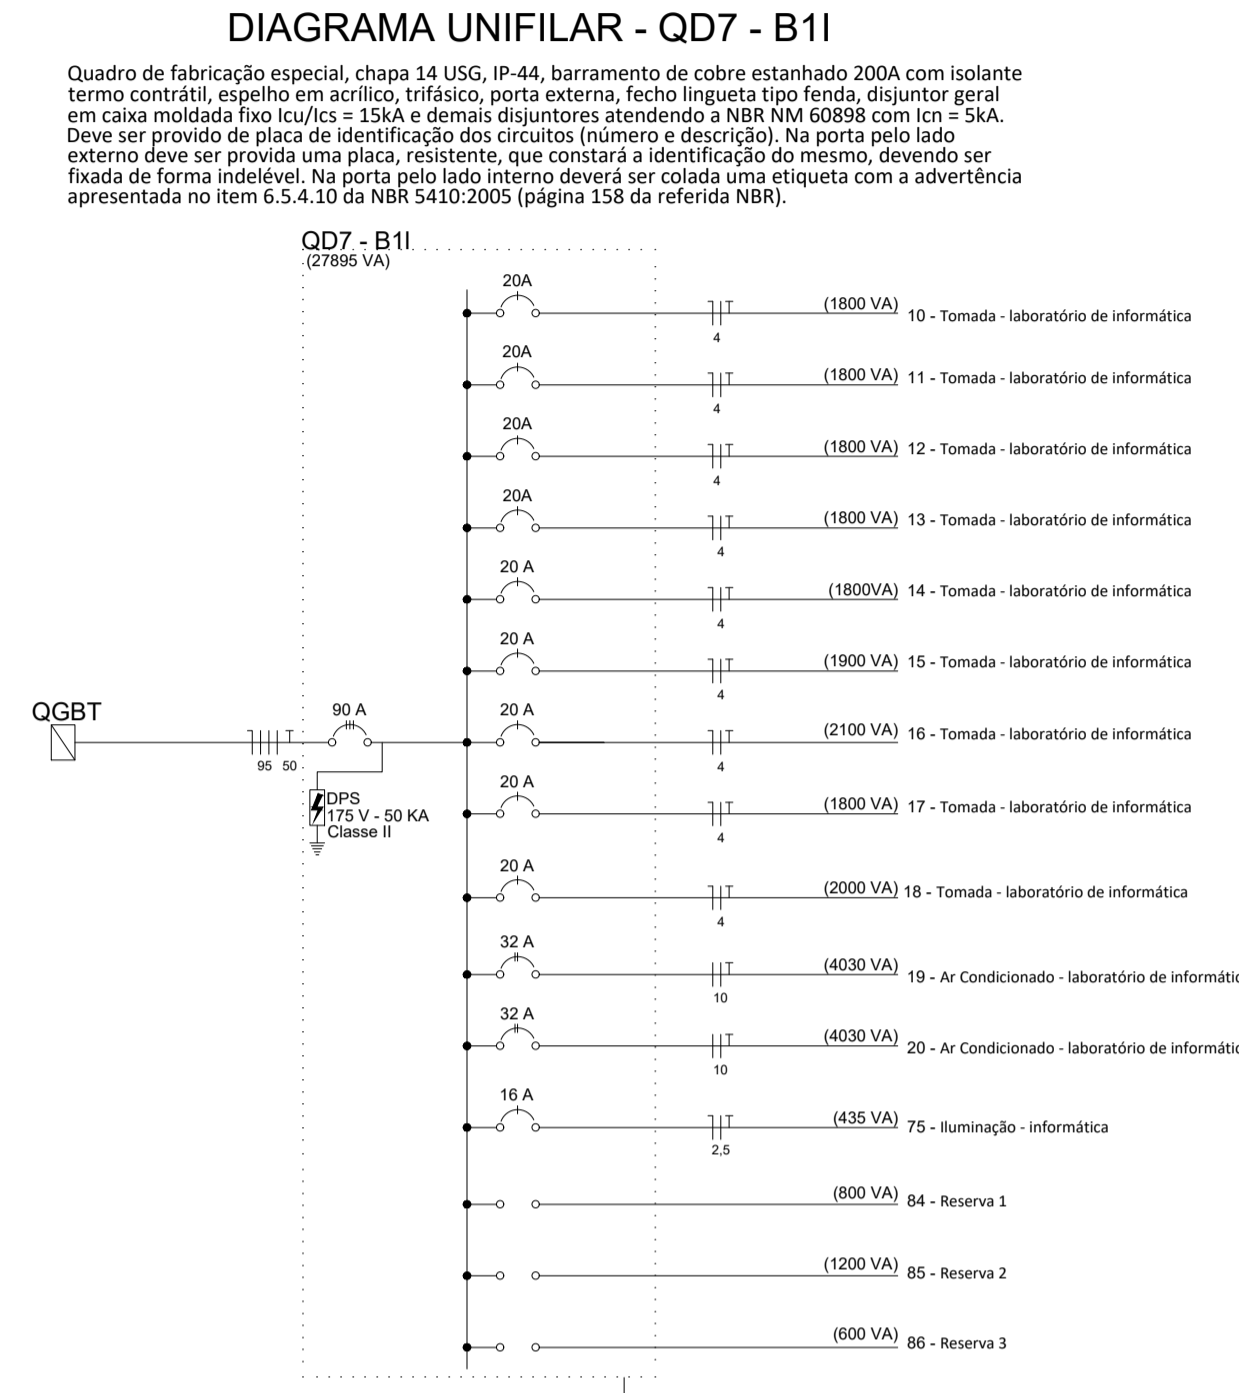 DIAGRAMA UNIFILAR - QD7 - B1I
Quadro de fabricação especial, chapa 14 USG, IP-44, barramento de cobre estanhado 200A com isolante
termo contrátil, espelho em acrílico, trifásico, porta externa, fecho lingueta tipo fenda, disjuntor geral
em caixa moldada fixo Icu/Ics = 15kA e demais disjuntores atendendo a NBR NM 60898 com Icn = 5kA.
Deve ser provido de placa de identificação dos circuitos (número e descrição). Na porta pelo lado
externo deve ser provida uma placa, resistente, que constará a identificação do mesmo, devendo ser
fixada de forma indelével. Na porta pelo lado interno deverá ser colada uma etiqueta com a advertência
apresentada no item 6.5.4.10 da NBR 5410:2005 (página 158 da referida NBR).
QD7 - B1I
(27895 VA)
20A
(1800 VA) 10 - Tomada - laboratório de informática
4
20A
(1800 VA) 11 - Tomada - laboratório de informática
4
20A
(1800 VA) 12 - Tomada - laboratório de informática
4
20A
(1800 VA) 13 - Tomada - laboratório de informática
4
20 A
(1800VA) 14 - Tomada - laboratório de informática
4
20 A
(1900 VA) 15 - Tomada - laboratório de informática
4
QGBT
95 50
90 A
DPS
175 V - 50 KA
Classe II
20 A
(2100 VA) 16 - Tomada - laboratório de informática
4
20 A
(1800 VA) 17 - Tomada - laboratório de informática
4
20 A
(2000 VA) 18 - Tomada - laboratório de informática
4
32 A
(4030 VA) 19 - Ar Condicionado - laboratório de informátic
10
32 A
(4030 VA) 20 - Ar Condicionado - laboratório de informátic
10
16 A
(435 VA) 75 - Iluminação - informática
2,5
(800 VA) 84 - Reserva 1
(1200 VA) 85 - Reserva 2
(600 VA) 86 - Reserva 3